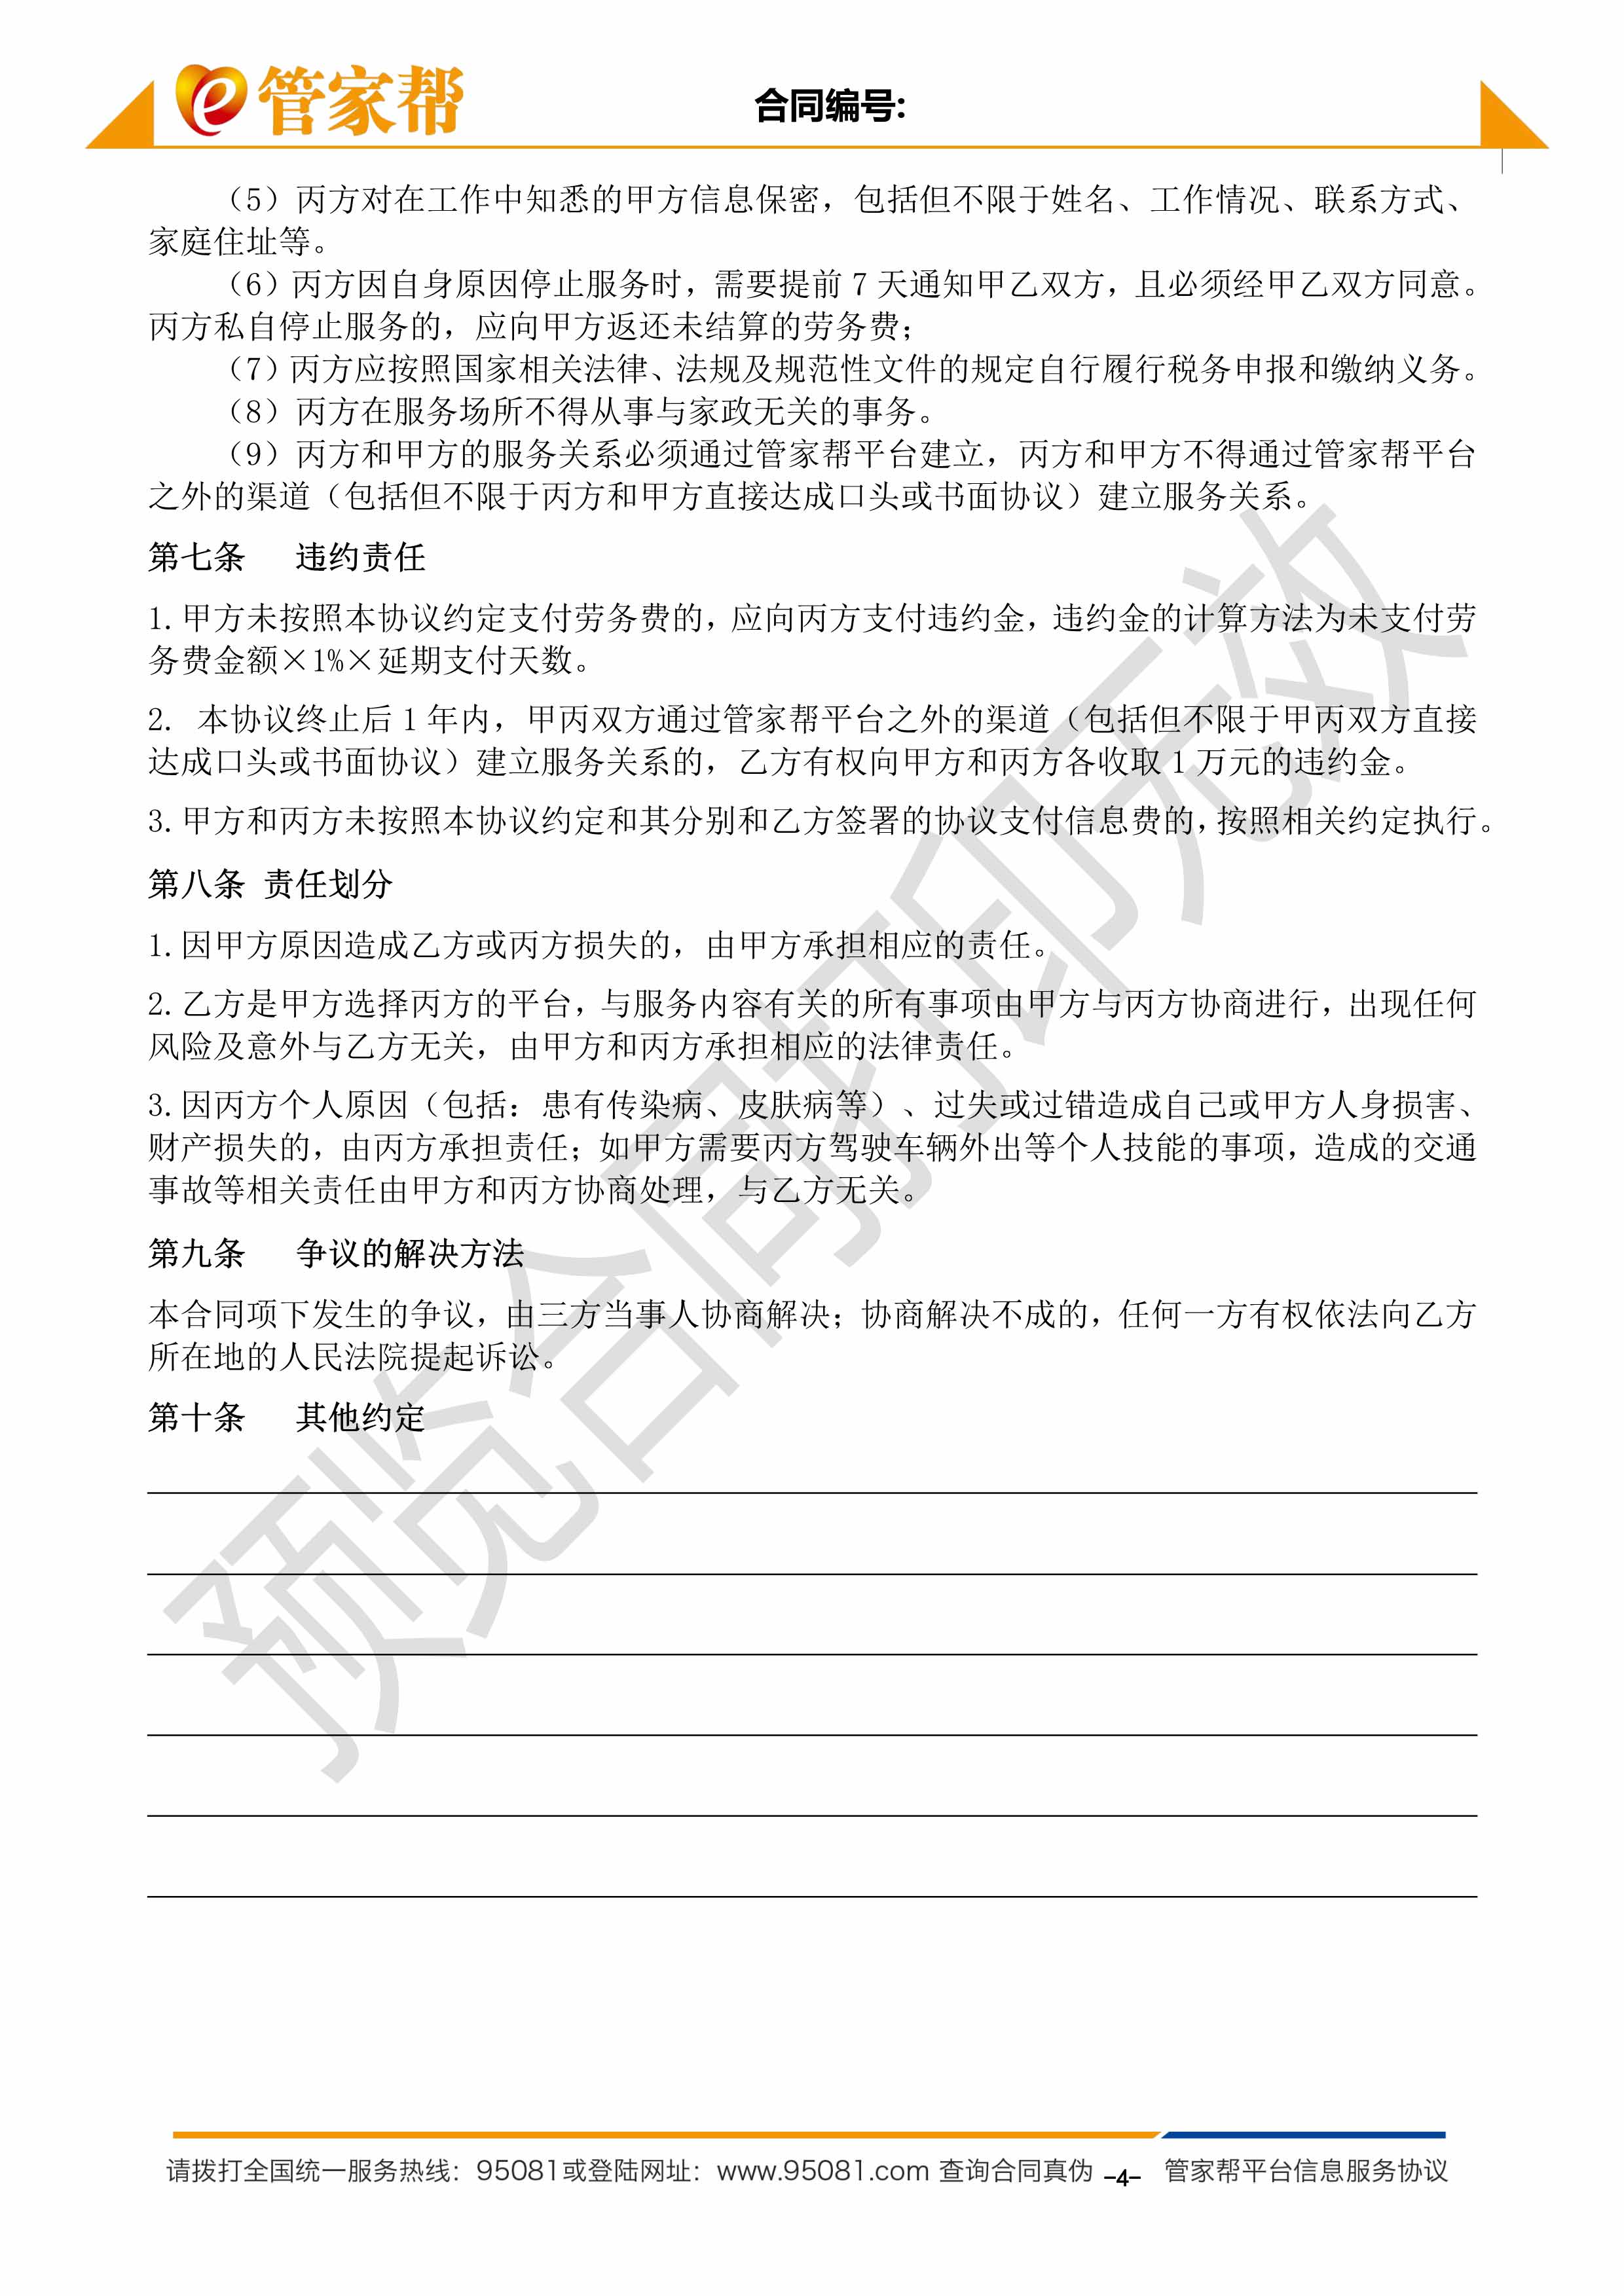 管家帮
合同编号:
（5）丙方对在工作中知悉的甲方信息保密，包括但不限于姓名、工作情况、联系方式、
家庭住址等。
（6）丙方因自身原因停止服务时，需要提前 7 天通知甲乙双方，且必须经甲乙双方同意。
丙方私自停止服务的，应向甲方返还未结算的劳务费；
（7）丙方应按照国家相关法律、法规及规范性文件的规定自行履行税务申报和缴纳义务。
（8）丙方在服务场所不得从事与家政无关的事务。
（9）丙方和甲方的服务关系必须通过管家帮平台建立，丙方和甲方不得通过管家帮平台
之外的渠道（包括但不限于丙方和甲方直接达成口头或书面协议）建立服务关系。
第七条 违约责任
1.甲方未按照本协议约定支付劳务费的，应向丙方支付违约金，违约金的计算方法为未支付劳
务费金额×1%×延期支付天数。
2. 本协议终止后 1 年内，甲丙双方通过管家帮平台之外的渠道（包括但不限于甲丙双方直接
达成口头或书面协议）建立服务关系的，乙方有权向甲方和丙方各收取 1 万元的违约金。
3.甲方和丙方未按照本协议约定和其分别和乙方签署的协议支付信息费的，按照相关约定执行。
第八条 责任划分
1.因甲方原因造成乙方或丙方损失的，由甲方承担相应的责任。
2.乙方是甲方选择丙方的平台，与服务内容有关的所有事项由甲方与丙方协商进行，出现任何
风险及意外与乙方无关，由甲方和丙方承担相应的法律责任。
3.因丙方个人原因（包括：患有传染病、皮肤病等）、过失或过错造成自己或甲方人身损害、
财产损失的，由丙方承担责任；如甲方需要丙方驾驶车辆外出等个人技能的事项，造成的交通
事故等相关责任由甲方和丙方协商处理，与乙方无关。
第九条 争议的解决方法
本合同项下发生的争议，由三方当事人协商解决；协商解决不成的，任何一方有权依法向乙方
所在地的人民法院提起诉讼。
第十条 其他约定
预览合同打印无效
请拨打全国统一服务热线：95081或登陆网址：www.95081.com 查询合同真伪 -4- 管家帮平台信息服务协议